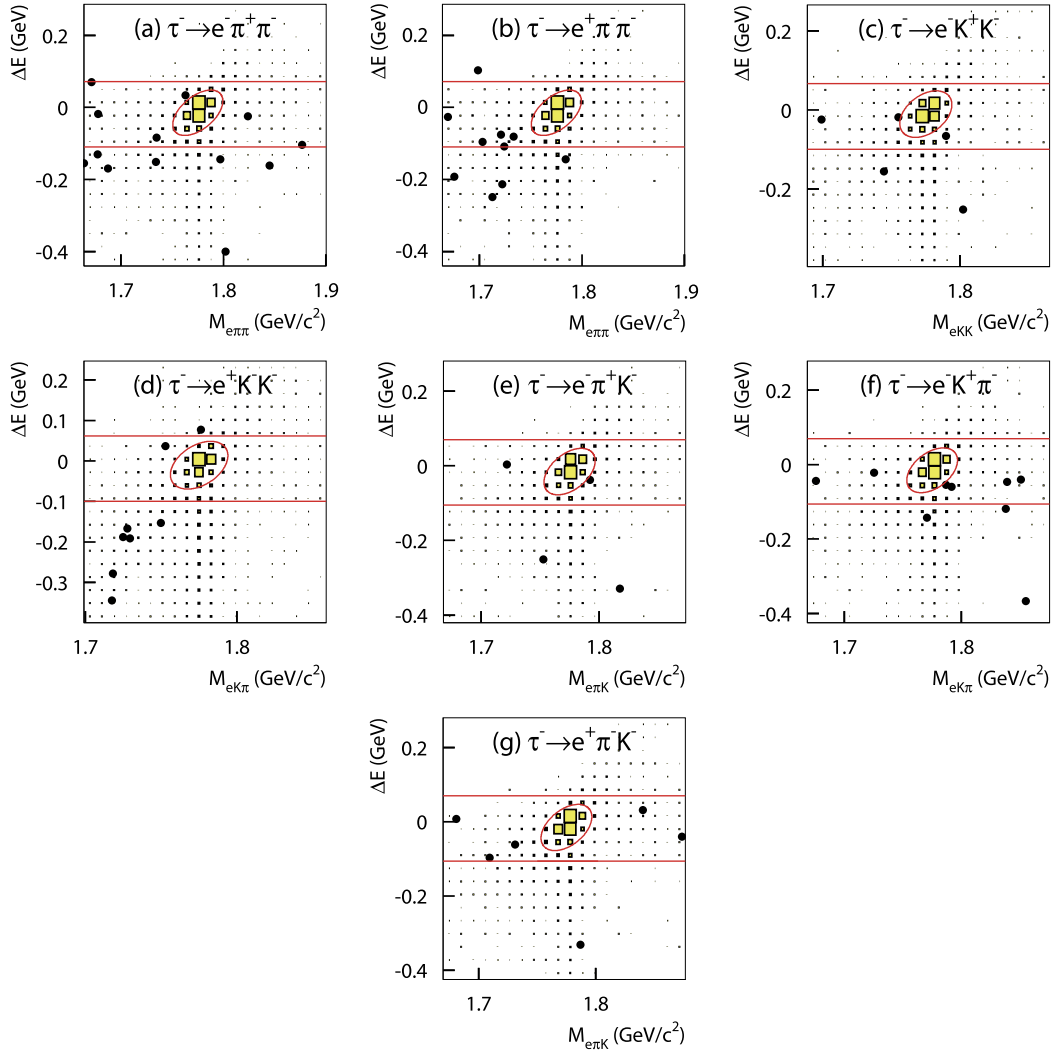 (a) τ⁻→e⁻π⁺π⁻
ΔE (GeV)
0.2
0
-0.2
-0.4
1.7 1.8 1.9
M_eππ (GeV/c²)
(b) τ⁻→e⁺π⁻π⁻
ΔE (GeV)
0.2
0
-0.2
-0.4
1.7 1.8 1.9
M_eππ (GeV/c²)
(c) τ⁻→e⁻K⁺K⁻
ΔE (GeV)
0.2
0
-0.2
1.7 1.8
M_eKK (GeV/c²)
(d) τ⁻→e⁺K⁻K⁻
ΔE (GeV)
0.2
0.1
0
-0.1
-0.2
-0.3
1.7 1.8
M_eKπ (GeV/c²)
(e) τ⁻→e⁻π⁺K⁻
ΔE (GeV)
0.2
0
-0.2
-0.4
1.7 1.8
M_eπK (GeV/c²)
(f) τ⁻→e⁻K⁺π⁻
ΔE (GeV)
0.2
0
-0.2
-0.4
1.7 1.8
M_eKπ (GeV/c²)
(g) τ⁻→e⁺π⁻K⁻
ΔE (GeV)
0.2
0
-0.2
-0.4
1.7 1.8
M_eπK (GeV/c²)